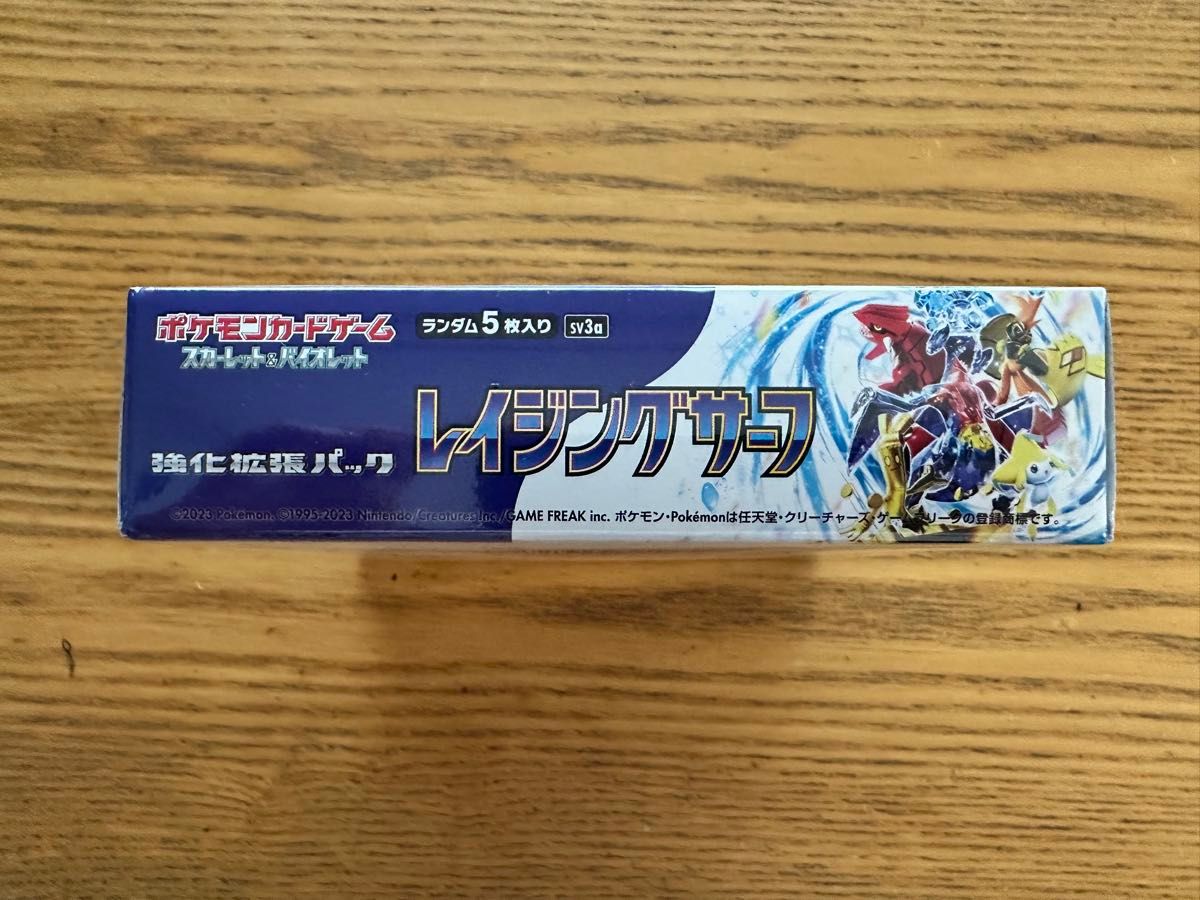 ポケモンカードゲーム
スカーレット&バイオレット
ランダム5枚入り sv3a
強化拡張パック
レイジングサーフ
©2023 Pokémon. ©1995-2023 Nintendo/Creatures Inc./GAME FREAK inc. ポケモン・Pokémonは任天堂・クリーチャーズ・ゲームフリークの登録商標です。